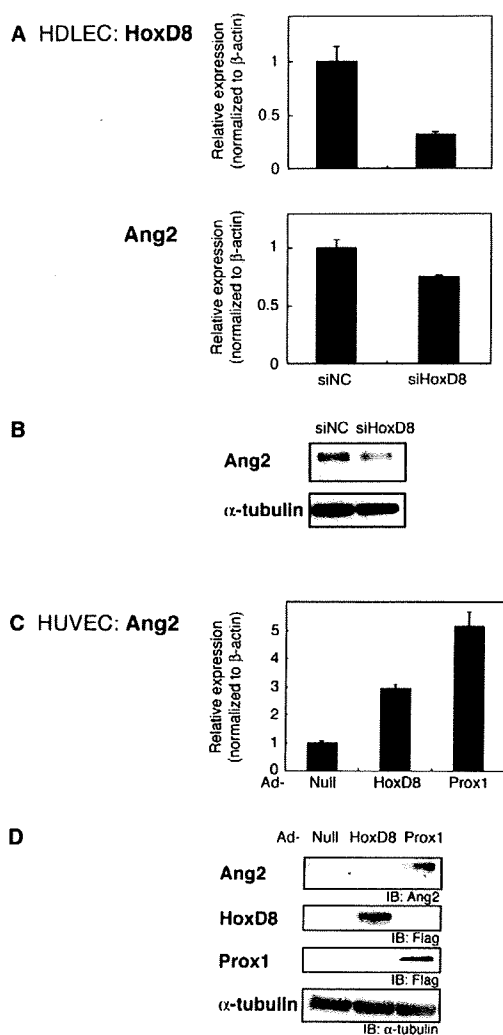 A HDLEC: HoxD8
Relative expression
(normalized to β-actin)
1
0.5
0
Ang2
Relative expression
(normalized to β-actin)
1
0.5
0
siNC siHoxD8
B
siNC siHoxD8
Ang2
α-tubulin
C HUVEC: Ang2
Relative expression
(normalized to β-actin)
5
4
3
2
1
0
Ad- Null HoxD8 Prox1
D
Ad- Null HoxD8 Prox1
Ang2
IB: Ang2
HoxD8
IB: Flag
Prox1
IB: Flag
α-tubulin
IB: α-tubulin